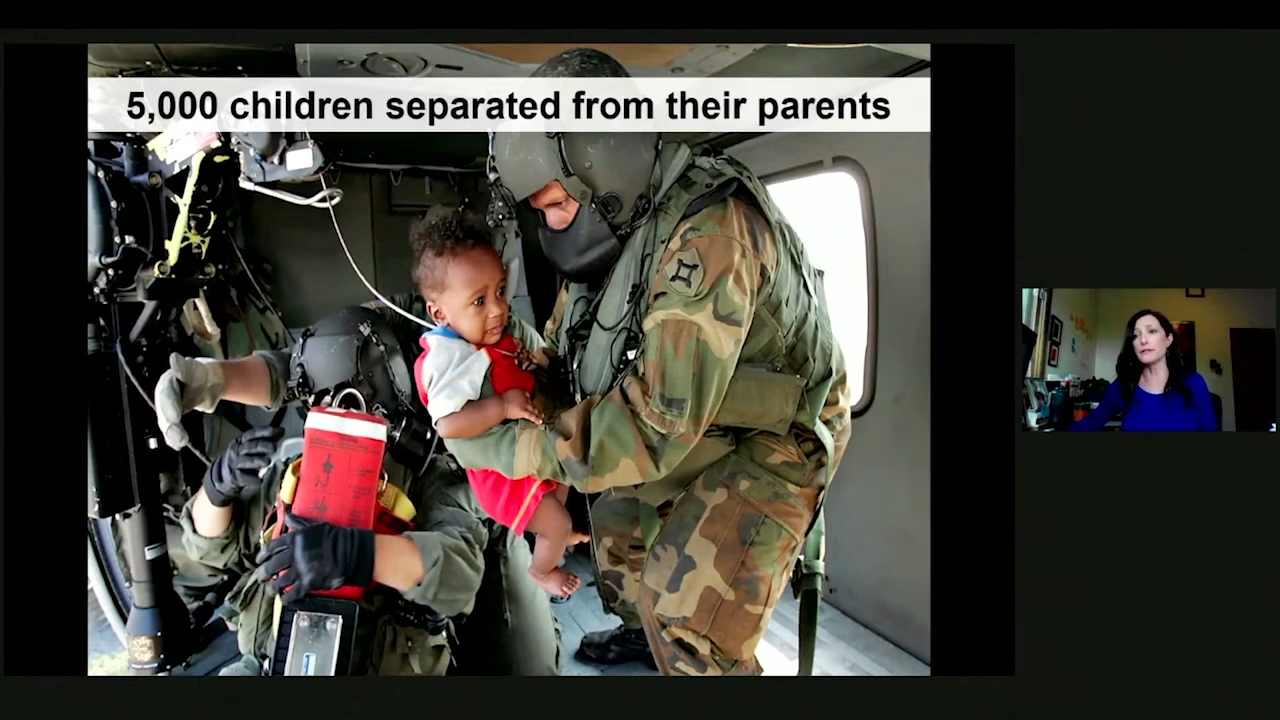 5,000 children separated from their parents